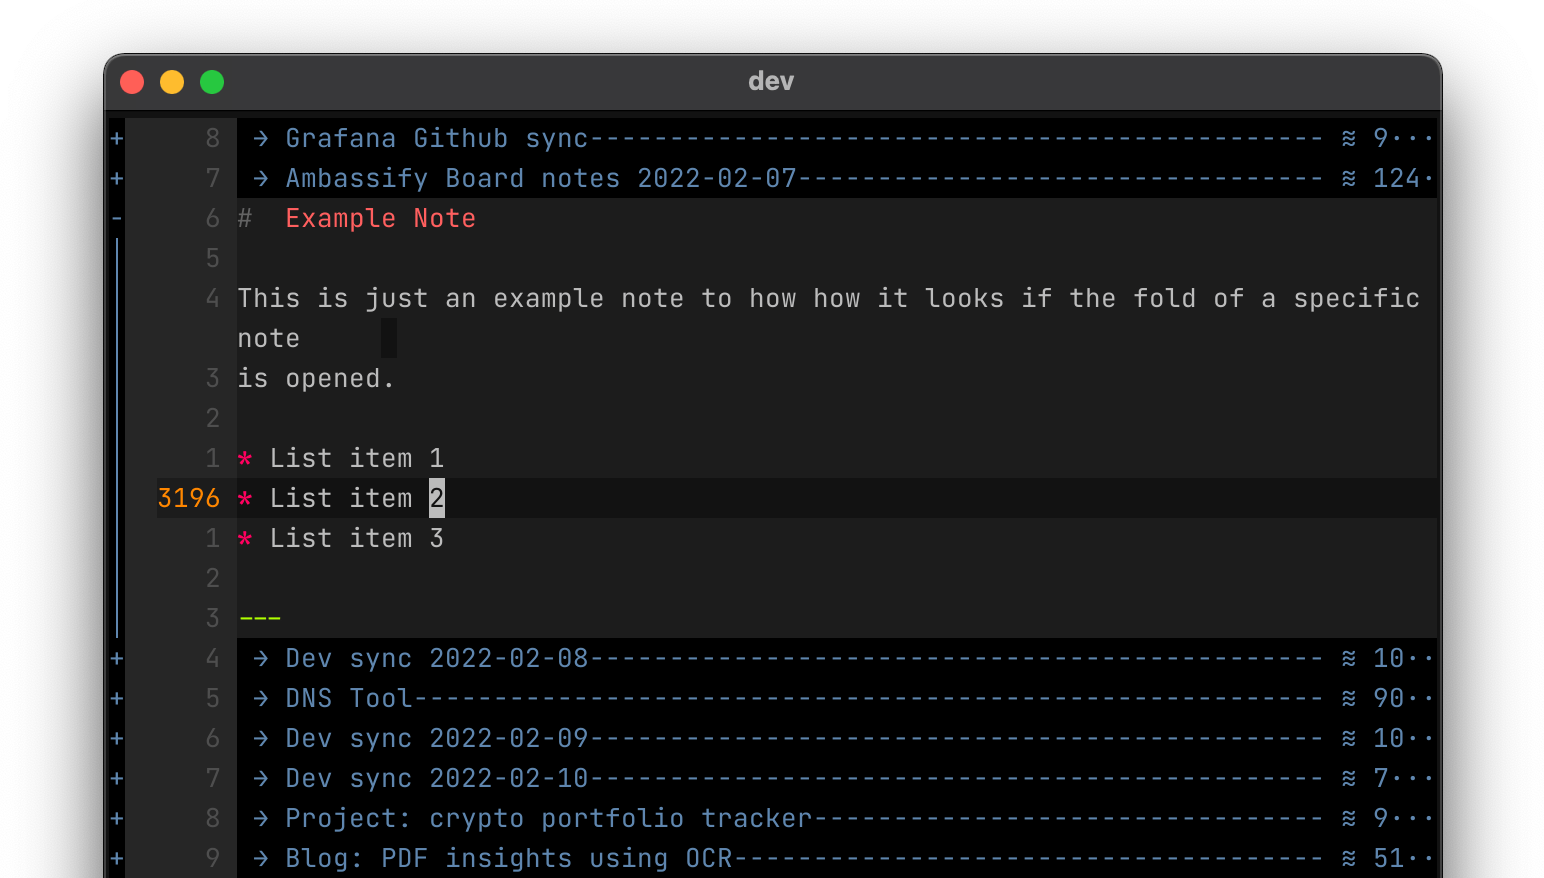 dev
+ 8 → Grafana Github sync---------------------------------------------- ≋ 9···
+ 7 → Ambassify Board notes 2022-02-07--------------------------------- ≋ 124·
- 6 #  Example Note
5
4 This is just an example note to how how it looks if the fold of a specific
note
3 is opened.
2
1 * List item 1
3196 * List item 2
1 * List item 3
2
3 ---
+ 4 → Dev sync 2022-02-08---------------------------------------------- ≋ 10··
+ 5 → DNS Tool--------------------------------------------------------- ≋ 90··
+ 6 → Dev sync 2022-02-09---------------------------------------------- ≋ 10··
+ 7 → Dev sync 2022-02-10---------------------------------------------- ≋ 7···
+ 8 → Project: crypto portfolio tracker-------------------------------- ≋ 9···
+ 9 → Blog: PDF insights using OCR------------------------------------- ≋ 51··